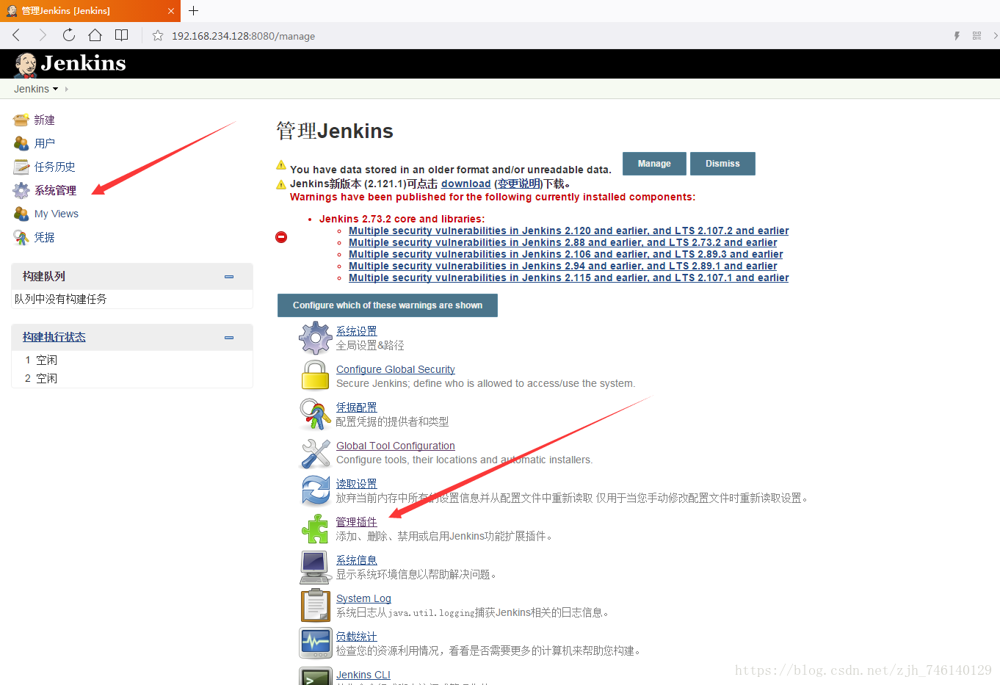 管理Jenkins [Jenkins]
192.168.234.128:8080/manage
Jenkins
Jenkins
新建
用户
任务历史
系统管理
My Views
凭据
构建队列
队列中没有构建任务
构建执行状态
1 空闲
2 空闲
管理Jenkins
You have data stored in an older format and/or unreadable data.
Manage
Dismiss
Jenkins新版本 (2.121.1)可点击 download (变更说明)下载。
Warnings have been published for the following currently installed components:
Jenkins 2.73.2 core and libraries:
Multiple security vulnerabilities in Jenkins 2.120 and earlier, and LTS 2.107.2 and earlier
Multiple security vulnerabilities in Jenkins 2.88 and earlier, and LTS 2.73.2 and earlier
Multiple security vulnerabilities in Jenkins 2.106 and earlier, and LTS 2.89.3 and earlier
Multiple security vulnerabilities in Jenkins 2.94 and earlier, and LTS 2.89.1 and earlier
Multiple security vulnerabilities in Jenkins 2.115 and earlier, and LTS 2.107.1 and earlier
Configure which of these warnings are shown
系统设置
全局设置&路径
Configure Global Security
Secure Jenkins; define who is allowed to access/use the system.
凭据配置
配置凭据的提供者和类型
Global Tool Configuration
Configure tools, their locations and automatic installers.
读取设置
放弃当前内存中所有的设置信息并从配置文件中重新读取 仅用于当您手动修改配置文件时重新读取设置。
管理插件
添加、删除、禁用或启用Jenkins功能扩展插件。
系统信息
显示系统环境信息以帮助解决问题。
System Log
系统日志从java.util.logging捕获Jenkins相关的日志信息。
负载统计
检查您的资源利用情况，看看是否需要更多的计算机来帮助您构建。
Jenkins CLI
https://blog.csdn.net/zjh_746140129